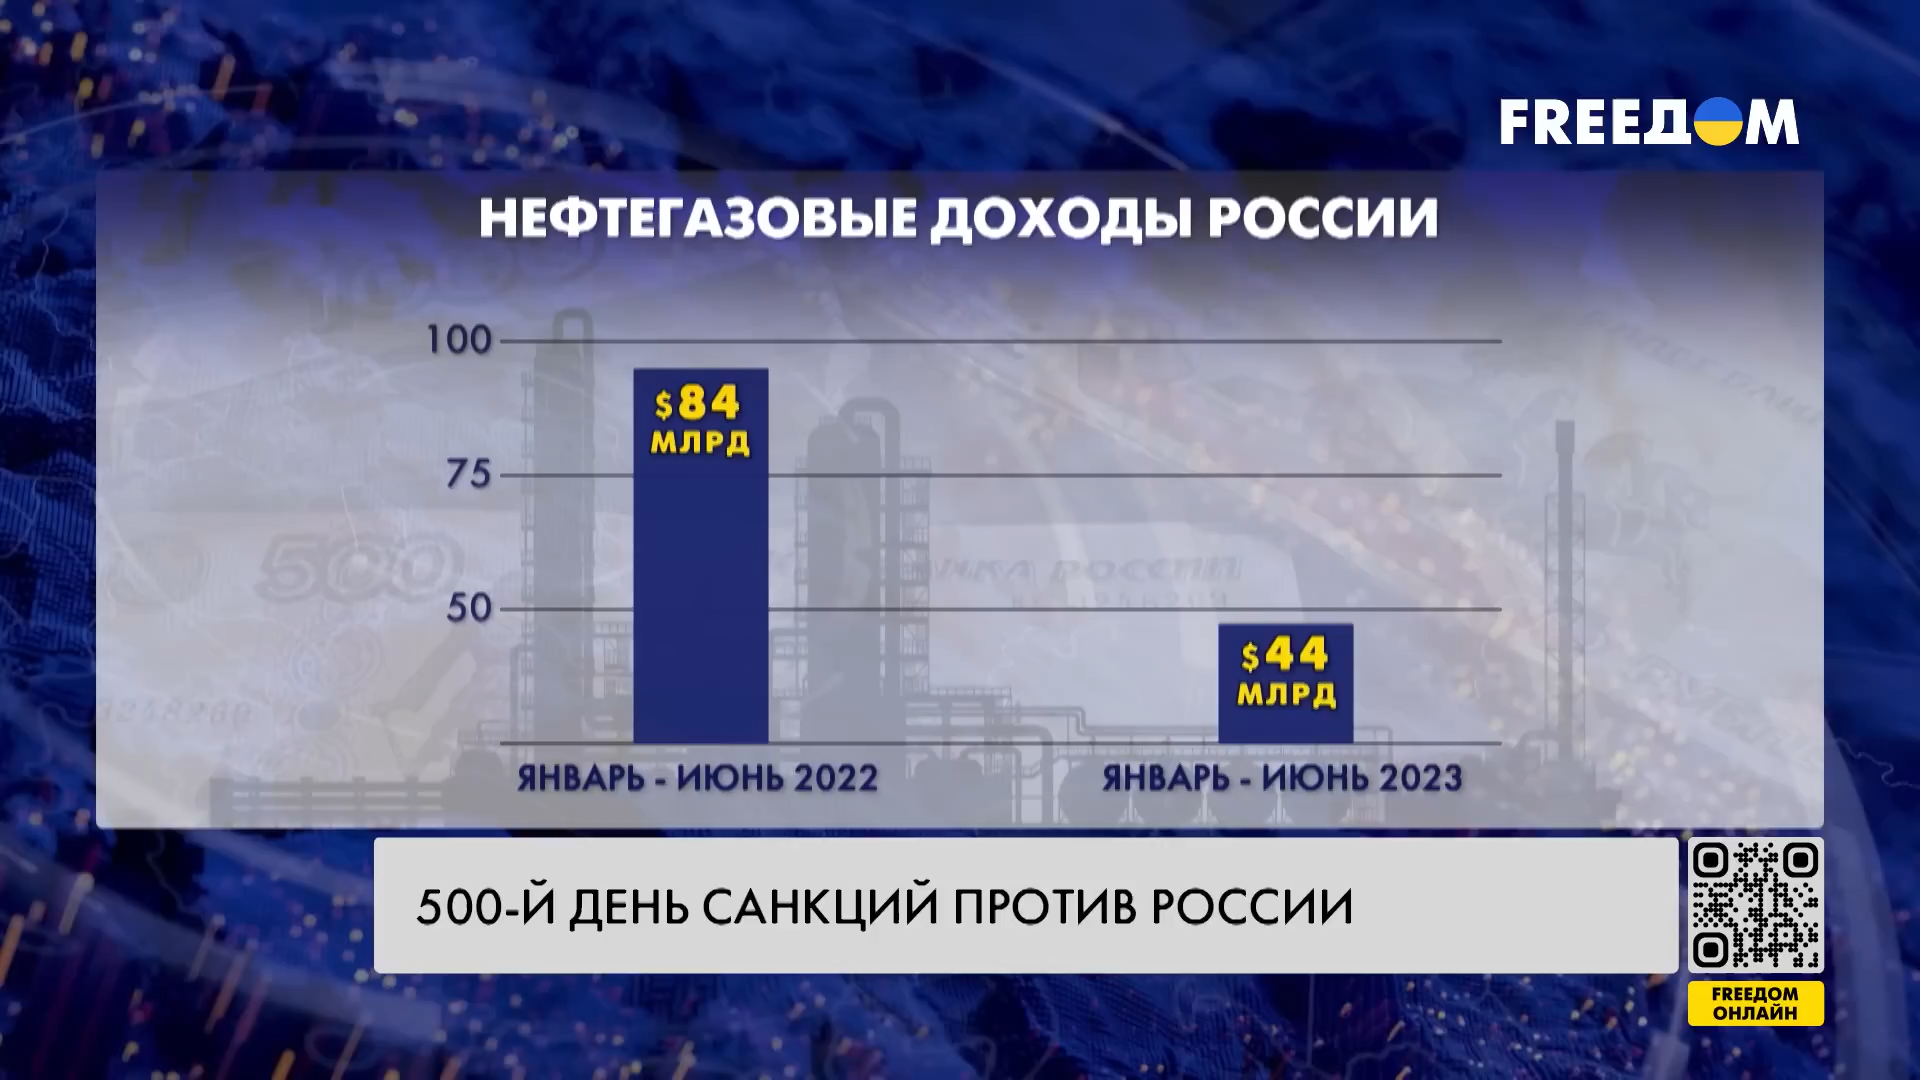 FREEДOM
НЕФТЕГАЗОВЫЕ ДОХОДЫ РОССИИ
100
$84
МЛРД
75
500
50
$44
МЛРД
ЯНВАРЬ - ИЮНЬ 2022
ЯНВАРЬ - ИЮНЬ 2023
500-Й ДЕНЬ САНКЦИЙ ПРОТИВ РОССИИ
FREEДOM
ОНЛАЙН